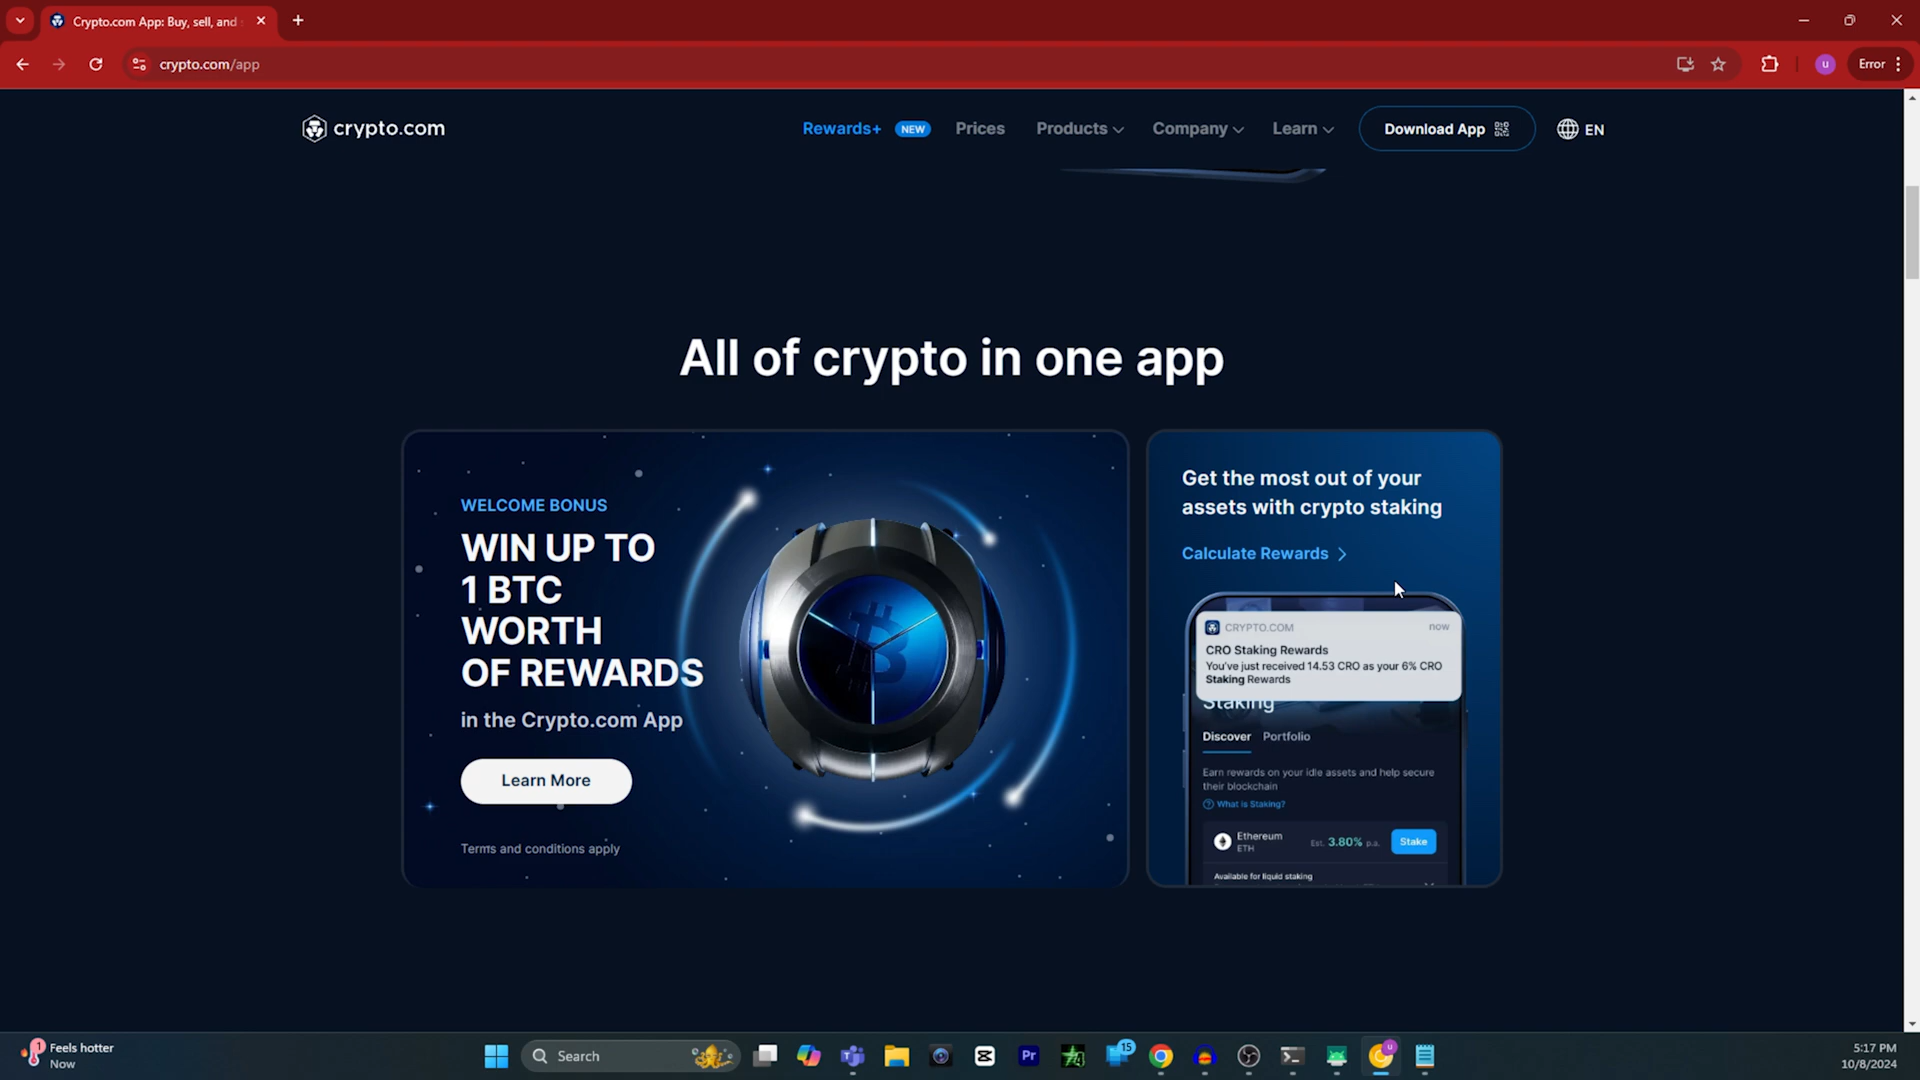 Crypto.com App: Buy, sell, and
crypto.com/app
u
Error
crypto.com
Rewards+ NEW Prices Products Company Learn Download App EN
All of crypto in one app
WELCOME BONUS
WIN UP TO
1 BTC
WORTH
OF REWARDS
in the Crypto.com App
Learn More
Terms and conditions apply
Get the most out of your
assets with crypto staking
Calculate Rewards
CRYPTO.COM now
CRO Staking Rewards
You've just received 14.53 CRO as your 6% CRO
Staking Rewards
Staking
Discover Portfolio
Earn rewards on your idle assets and help secure
their blockchain
What is Staking?
Ethereum
ETH
Est. 3.80% p.a.
Stake
Available for liquid staking
1
Feels hotter
Now
Search
Pr
15
u
5:17 PM
10/8/2024